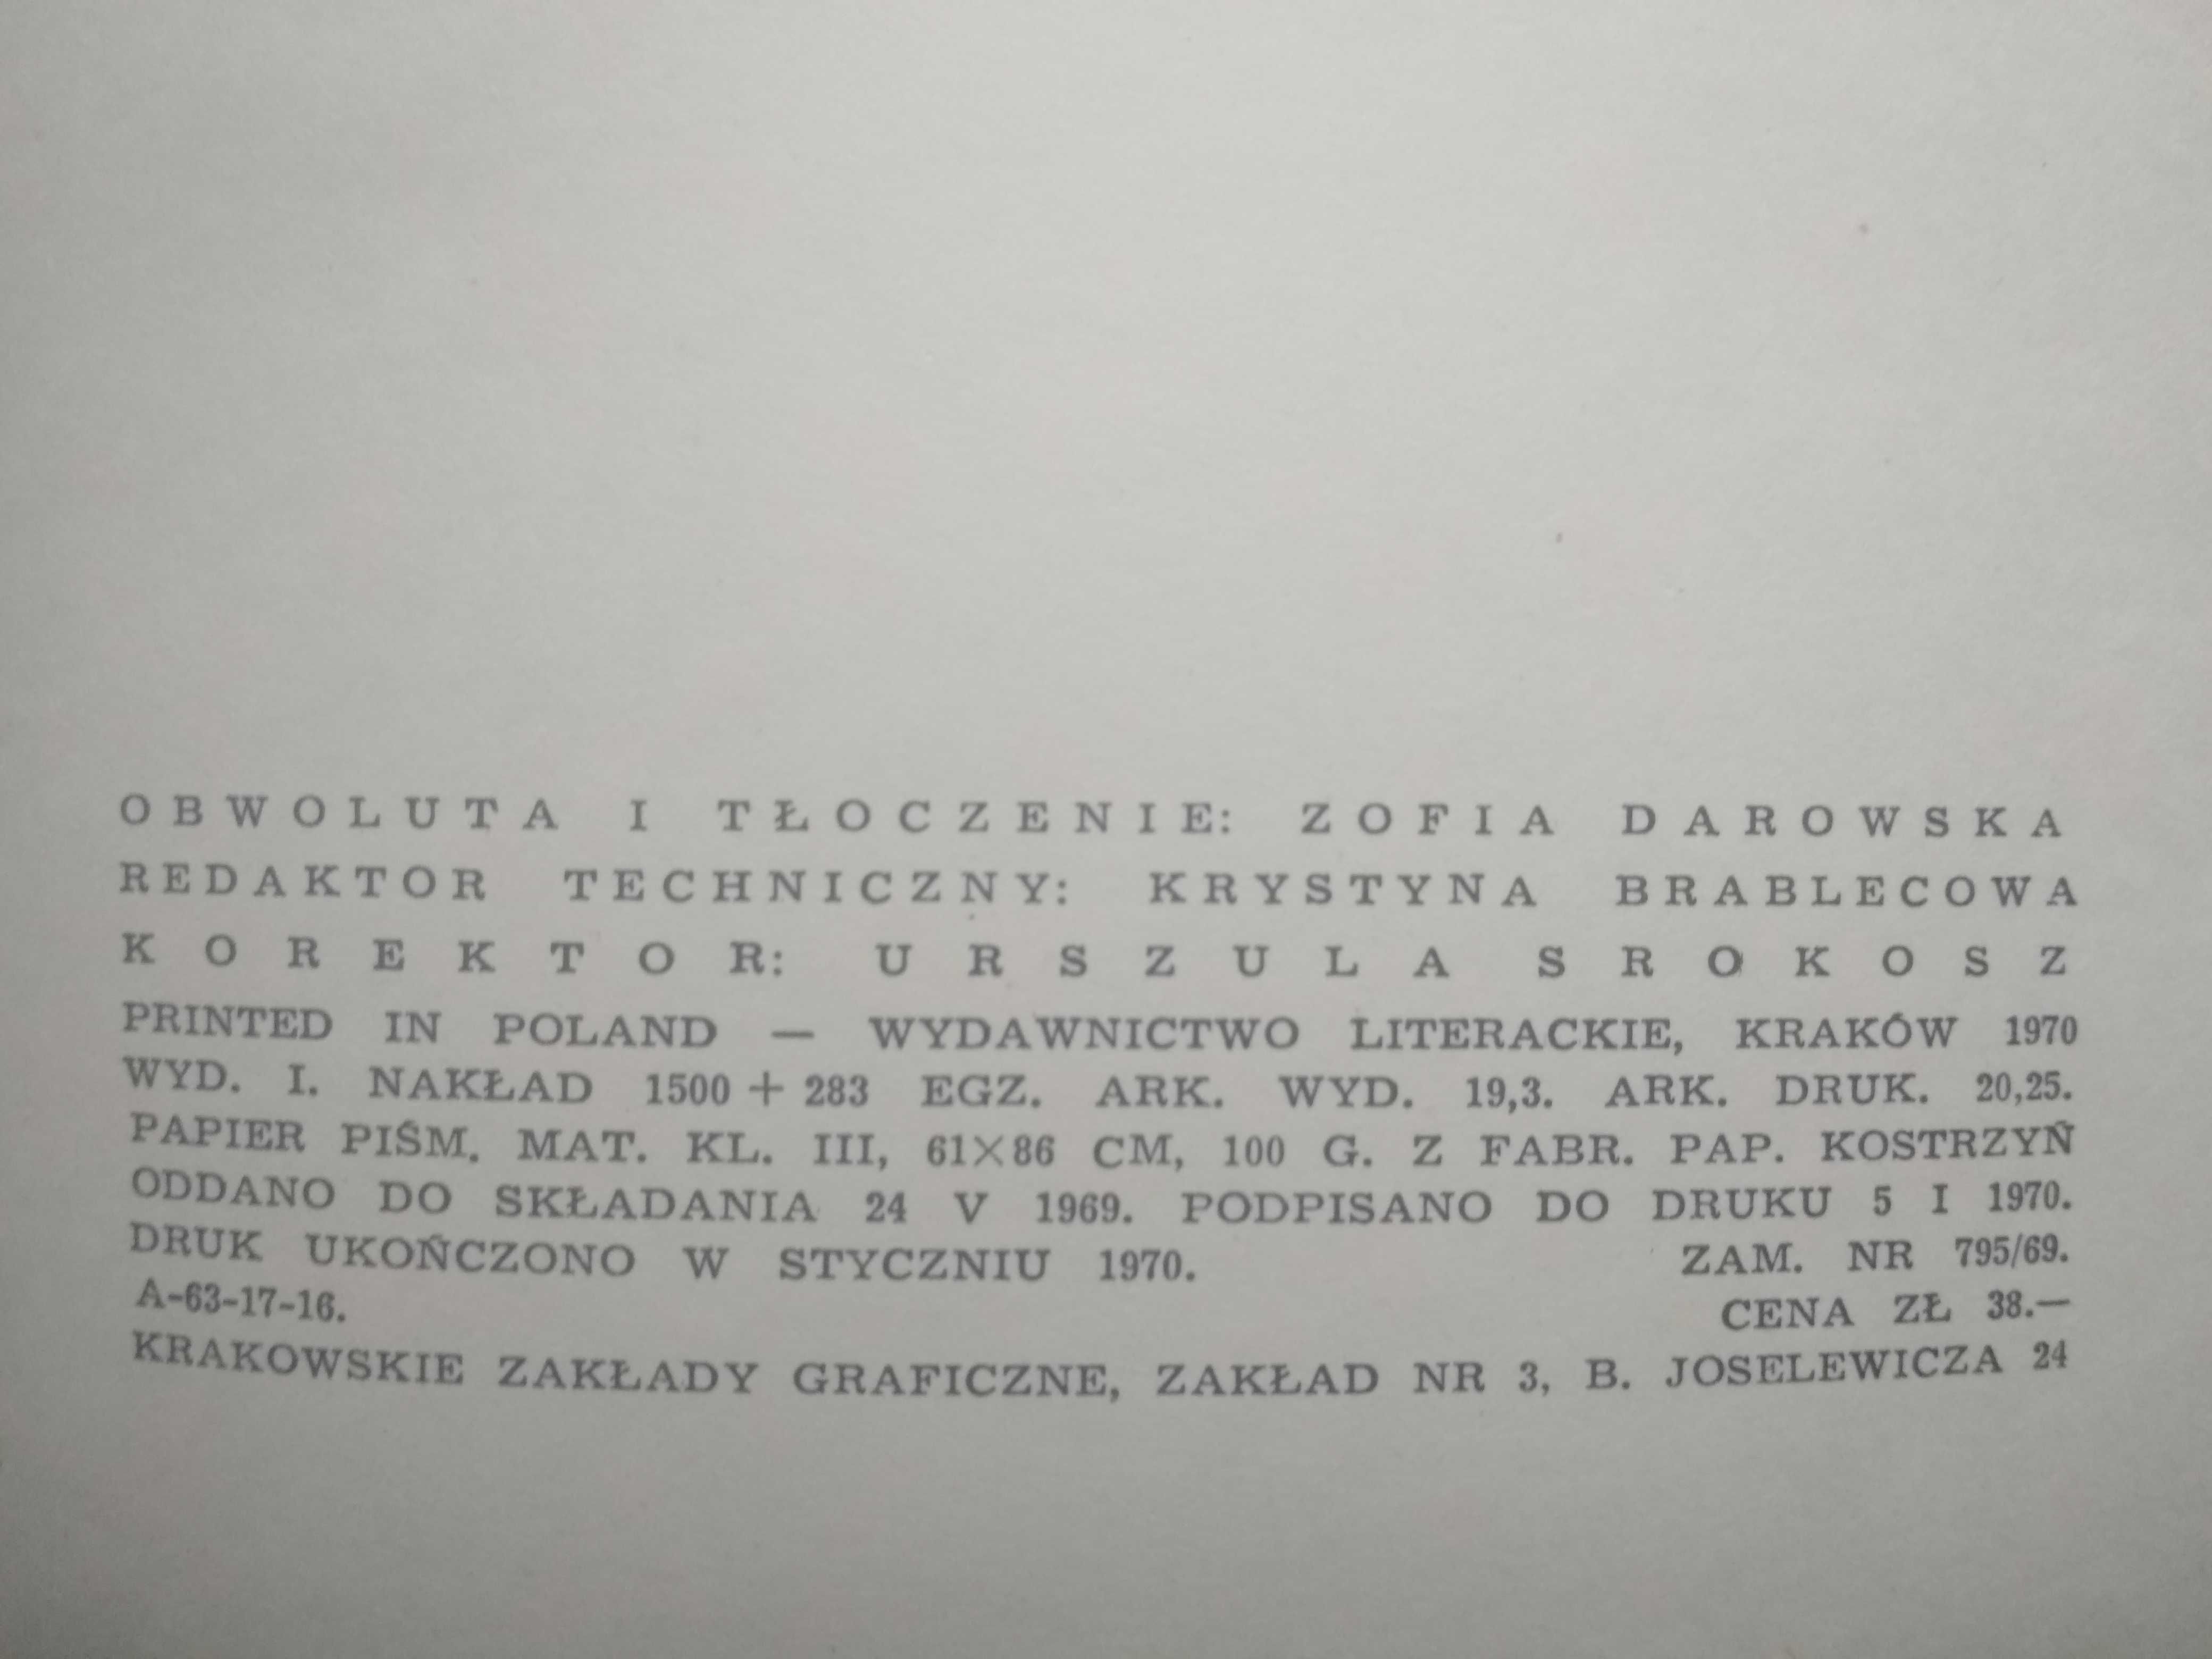 OBWOLUTA I TŁOCZENIE: ZOFIA DAROWSKA
REDAKTOR TECHNICZNY: KRYSTYNA BRABLECOWA
KOREKTOR: URSZULA SROKOSZ
PRINTED IN POLAND — WYDAWNICTWO LITERACKIE, KRAKÓW 1970
WYD. I. NAKŁAD 1500 + 283 EGZ. ARK. WYD. 19,3. ARK. DRUK. 20,25.
PAPIER PIŚM. MAT. KL. III, 61×86 CM, 100 G. Z FABR. PAP. KOSTRZYŃ
ODDANO DO SKŁADANIA 24 V 1969. PODPISANO DO DRUKU 5 I 1970.
DRUK UKOŃCZONO W STYCZNIU 1970. ZAM. NR 795/69.
A-63-17-16. CENA ZŁ 38.—
KRAKOWSKIE ZAKŁADY GRAFICZNE, ZAKŁAD NR 3, B. JOSELEWICZA 24